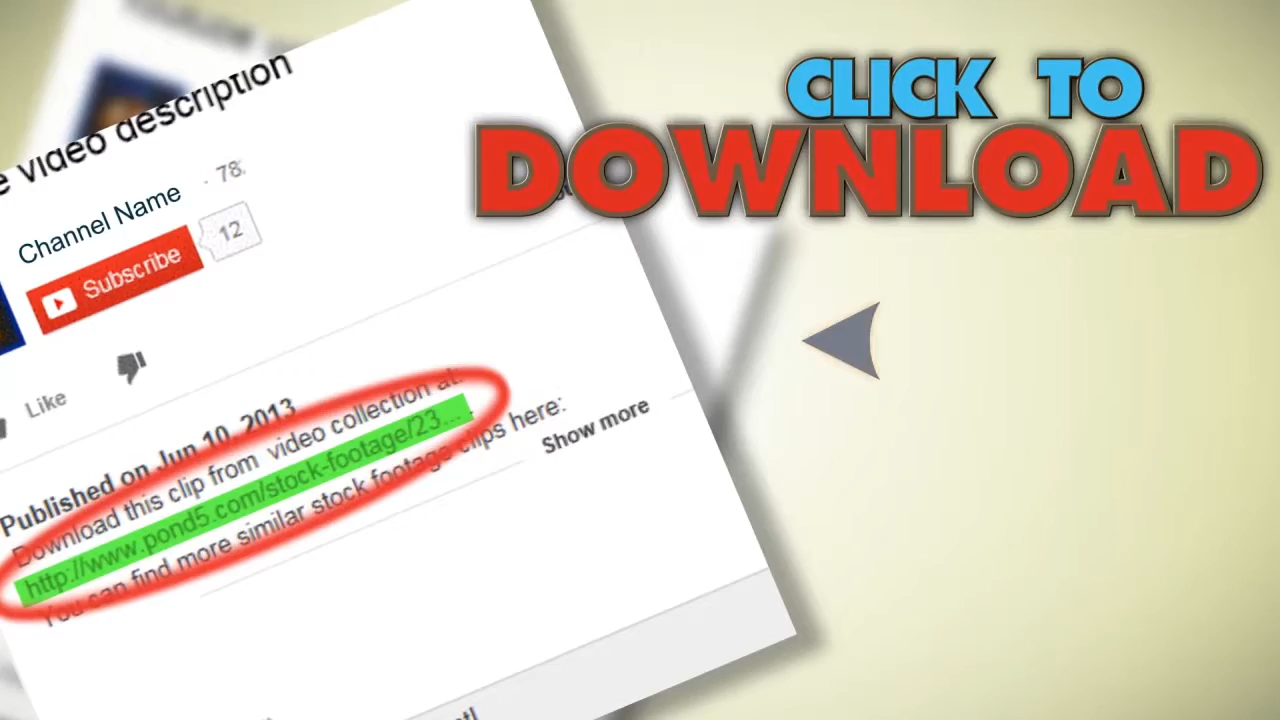 CLICK TO
DOWNLOAD
video description
Channel Name
78
Subscribe
12
Like
Published on Jun 10, 2013
Download this clip from video collection at:
http://www.pond5.com/stock-footage/23...
You can find more similar stock footage clips here:
Show more